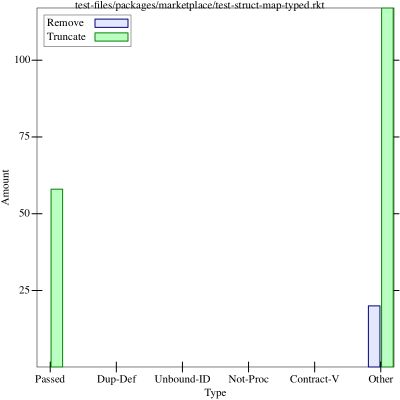 test-files/packages/marketplace/test-struct-map-typed.rkt
Remove
Truncate
100
75
50
25
Amount
Passed Dup-Def Unbound-ID Not-Proc Contract-V Other
Type